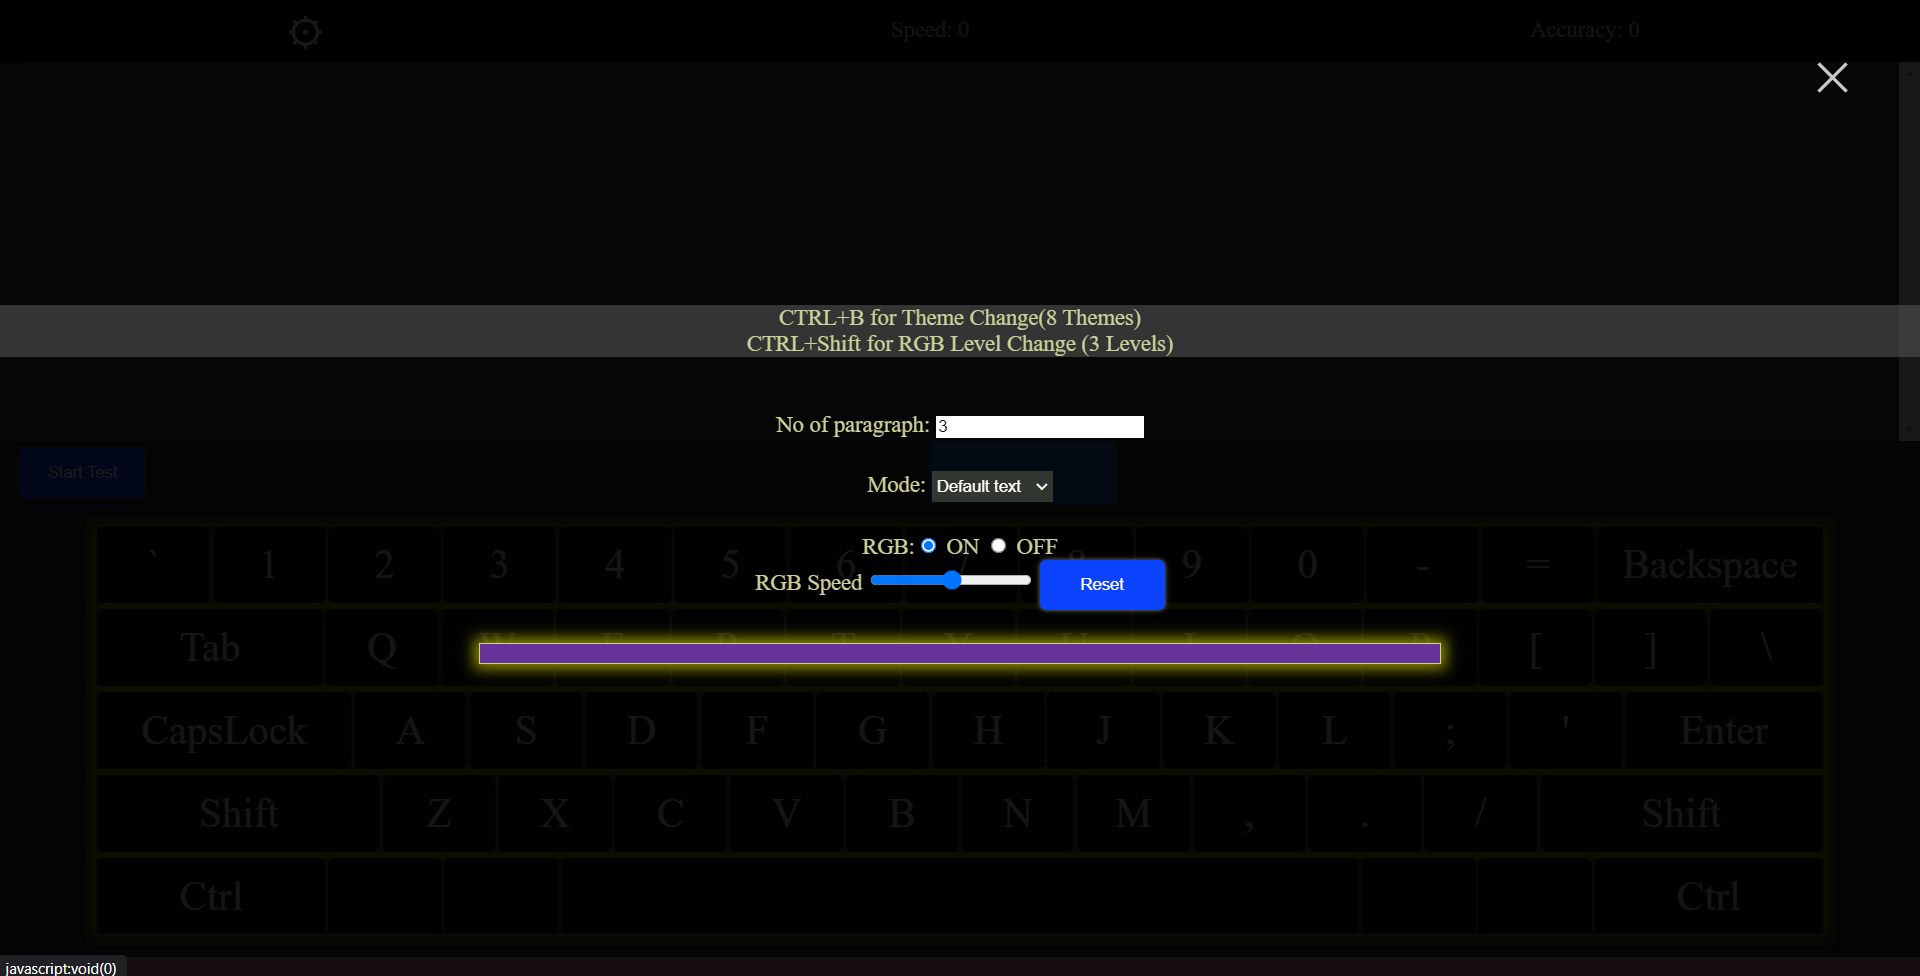 Speed: 0 Accuracy: 0
CTRL+B for Theme Change(8 Themes)
CTRL+Shift for RGB Level Change (3 Levels)
No of paragraph: 3
Start Test
Mode: Default text
RGB: ON OFF
` 1 2 3 4 5 6 7 8 9 0 - = Backspace
RGB Speed Reset
Tab Q W E R T Y U I O P [ ] \
CapsLock A S D F G H J K L ; ' Enter
Shift Z X C V B N M , . / Shift
Ctrl Ctrl
javascript:void(0)